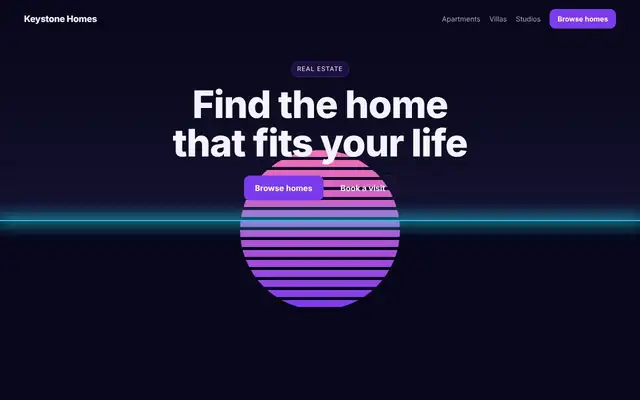 Keystone Homes
Apartments Villas Studios Browse homes
REAL ESTATE
Find the home
that fits your life
Browse homes Book a visit